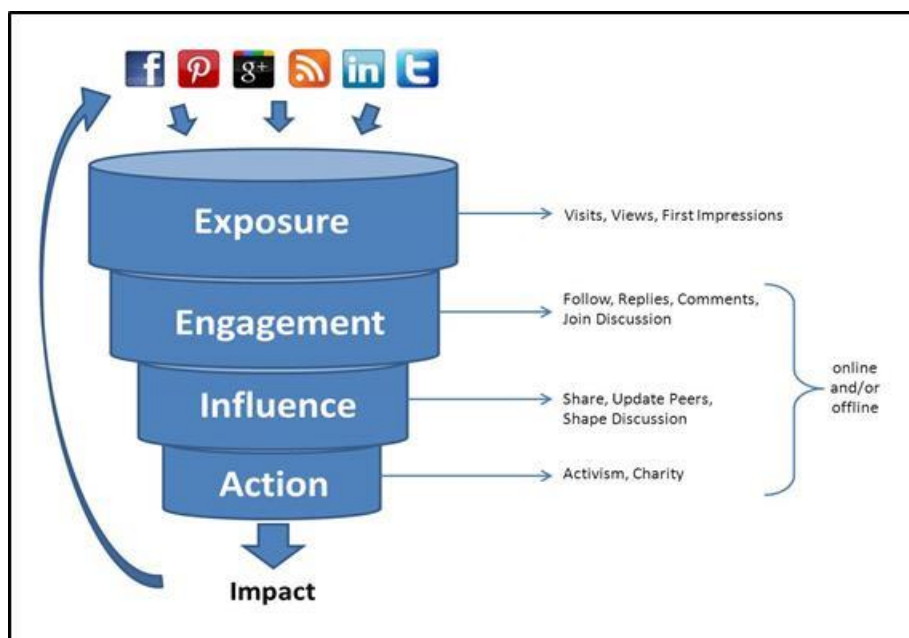 f
P
g+
in
t
Exposure
Visits, Views, First Impressions
Engagement
Follow, Replies, Comments,
Join Discussion
Influence
Share, Update Peers,
Shape Discussion
Action
Activism, Charity
online
and/or
offline
Impact